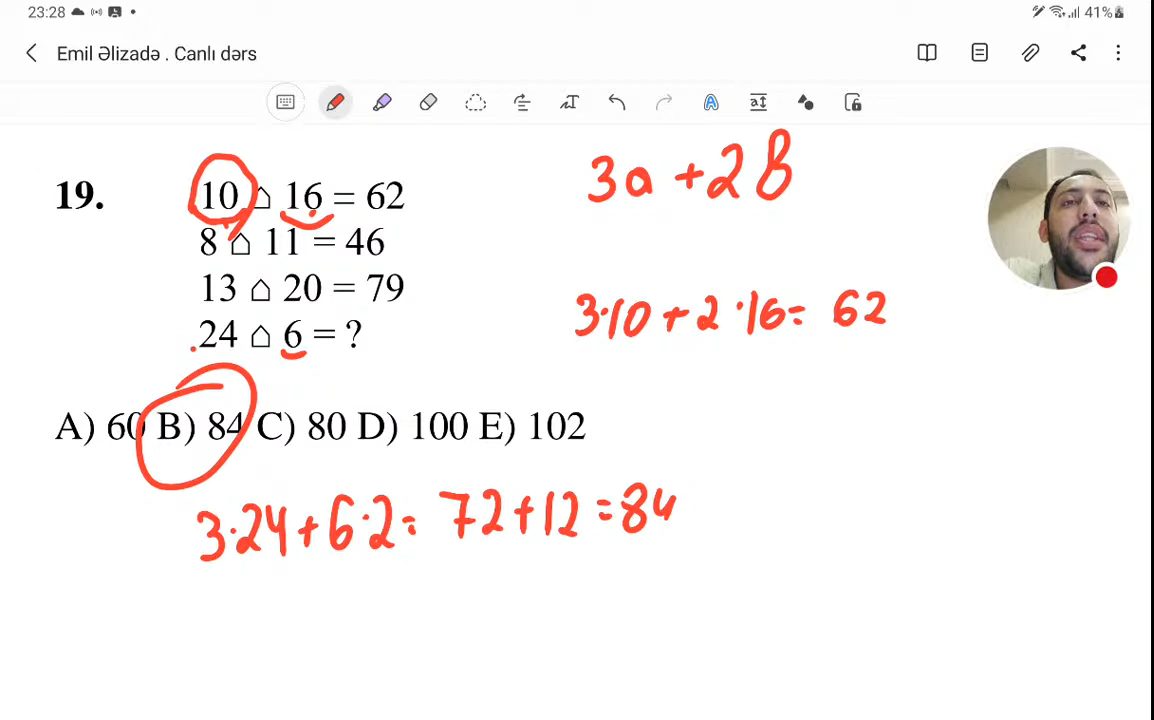 23:28 41%
Emil Əlizadə . Canlı dərs
19. 10 ⌂ 16 = 62
8 ⌂ 11 = 46
13 ⌂ 20 = 79
24 ⌂ 6 = ?
3a + 2B
3·10 + 2·16 = 62
A) 60 B) 84 C) 80 D) 100 E) 102
3·24 + 6·2 = 72 + 12 = 84